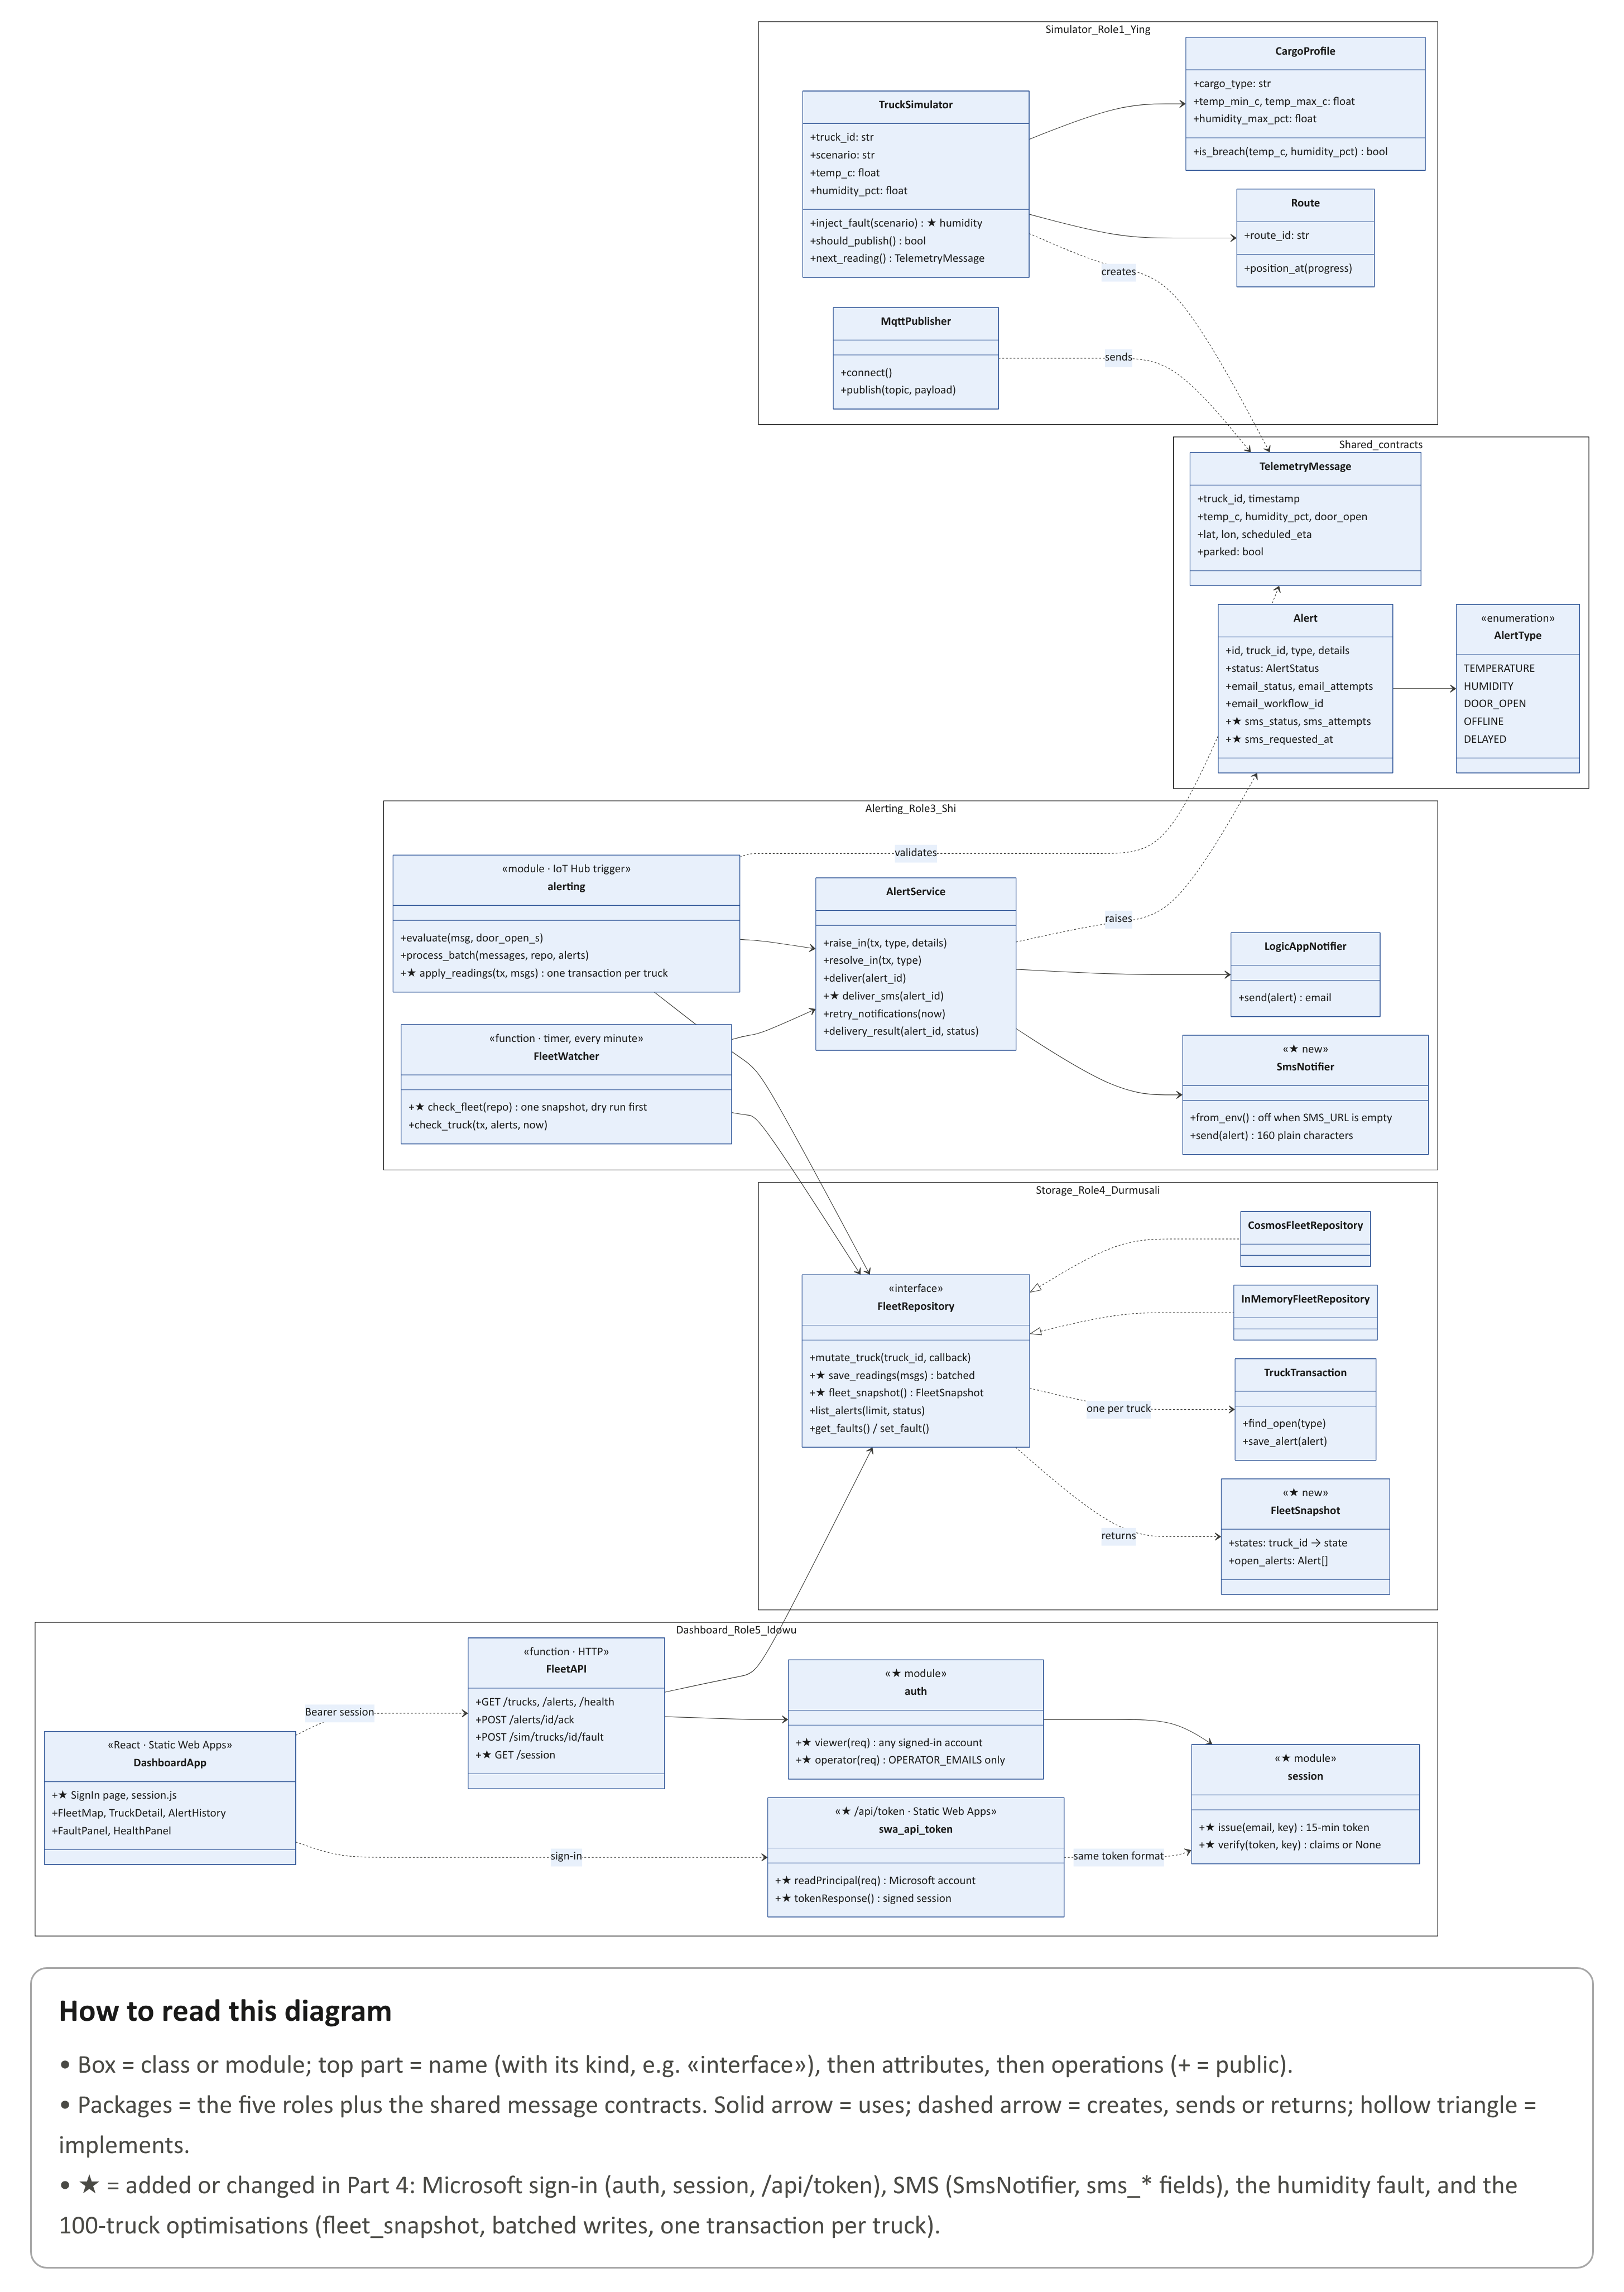 Simulator_Role1_Ying
CargoProfile
+cargo_type: str
+temp_min_c, temp_max_c: float
+humidity_max_pct: float
+is_breach(temp_c, humidity_pct) : bool
TruckSimulator
+truck_id: str
+scenario: str
+temp_c: float
+humidity_pct: float
+inject_fault(scenario) : ★ humidity
+should_publish() : bool
+next_reading() : TelemetryMessage
Route
+route_id: str
+position_at(progress)
creates
MqttPublisher
+connect()
+publish(topic, payload)
sends
Shared_contracts
TelemetryMessage
+truck_id, timestamp
+temp_c, humidity_pct, door_open
+lat, lon, scheduled_eta
+parked: bool
Alert
+id, truck_id, type, details
+status: AlertStatus
+email_status, email_attempts
+email_workflow_id
+★ sms_status, sms_attempts
+★ sms_requested_at
«enumeration»
AlertType
TEMPERATURE
HUMIDITY
DOOR_OPEN
OFFLINE
DELAYED
Alerting_Role3_Shi
validates
«module · IoT Hub trigger»
alerting
+evaluate(msg, door_open_s)
+process_batch(messages, repo, alerts)
+★ apply_readings(tx, msgs) : one transaction per truck
AlertService
+raise_in(tx, type, details)
+resolve_in(tx, type)
+deliver(alert_id)
+★ deliver_sms(alert_id)
+retry_notifications(now)
+delivery_result(alert_id, status)
raises
LogicAppNotifier
+send(alert) : email
«function · timer, every minute»
FleetWatcher
+★ check_fleet(repo) : one snapshot, dry run first
+check_truck(tx, alerts, now)
«★ new»
SmsNotifier
+from_env() : off when SMS_URL is empty
+send(alert) : 160 plain characters
Storage_Role4_Durmusali
CosmosFleetRepository
«interface»
FleetRepository
+mutate_truck(truck_id, callback)
+★ save_readings(msgs) : batched
+★ fleet_snapshot() : FleetSnapshot
+list_alerts(limit, status)
+get_faults() / set_fault()
InMemoryFleetRepository
TruckTransaction
+find_open(type)
+save_alert(alert)
one per truck
«★ new»
FleetSnapshot
+states: truck_id → state
+open_alerts: Alert[]
returns
Dashboard_Role5_Idowu
«function · HTTP»
FleetAPI
+GET /trucks, /alerts, /health
+POST /alerts/id/ack
+POST /sim/trucks/id/fault
+★ GET /session
«★ module»
auth
+★ viewer(req) : any signed-in account
+★ operator(req) : OPERATOR_EMAILS only
Bearer session
«React · Static Web Apps»
DashboardApp
+★ SignIn page, session.js
+FleetMap, TruckDetail, AlertHistory
+FaultPanel, HealthPanel
«★ module»
session
+★ issue(email, key) : 15-min token
+★ verify(token, key) : claims or None
sign-in
«★ /api/token · Static Web Apps»
swa_api_token
+★ readPrincipal(req) : Microsoft account
+★ tokenResponse() : signed session
same token format
How to read this diagram
• Box = class or module; top part = name (with its kind, e.g. «interface»), then attributes, then operations (+ = public).
• Packages = the five roles plus the shared message contracts. Solid arrow = uses; dashed arrow = creates, sends or returns; hollow triangle =
implements.
• ★ = added or changed in Part 4: Microsoft sign-in (auth, session, /api/token), SMS (SmsNotifier, sms_* fields), the humidity fault, and the
100-truck optimisations (fleet_snapshot, batched writes, one transaction per truck).